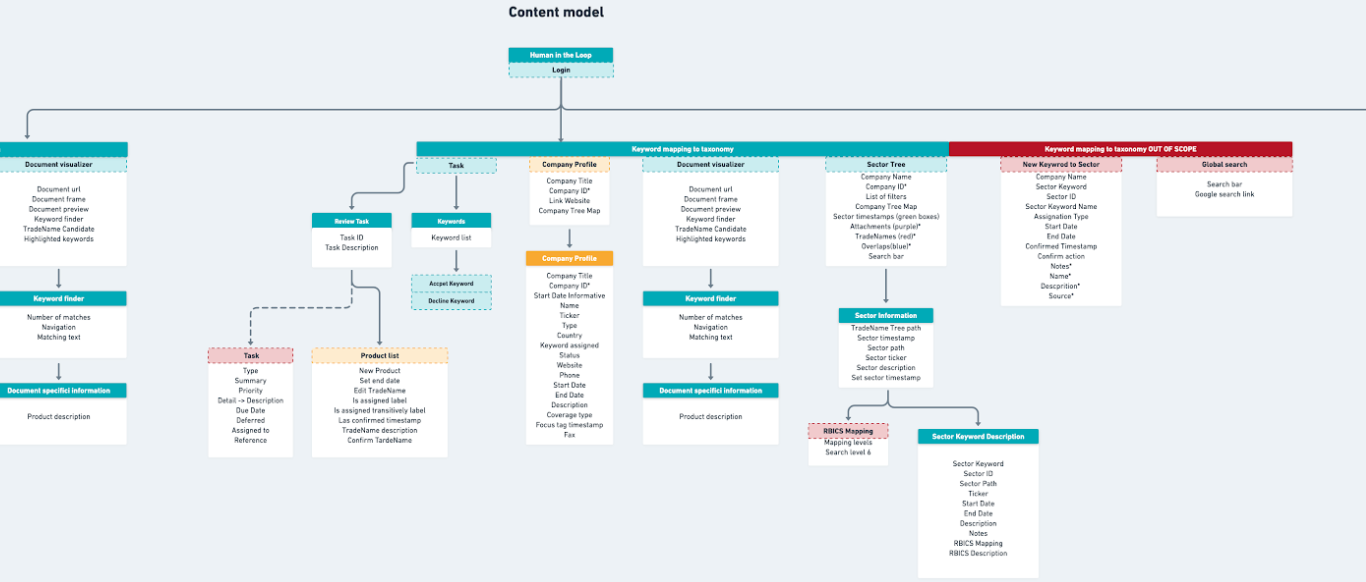 Content model
Human in the Loop
Login
Document visualizer
Document url
Document frame
Document preview
Keyword finder
TradeName Candidate
Highlighted keywords
Keyword finder
Number of matches
Navigation
Matching text
Document specifici information
Product description
Keyword mapping to taxonomy
Task
Review Task
Task ID
Task Description
Keywords
Keyword list
Accpet Keyword
Decline Keyword
Task
Type
Summary
Priority
Detail -> Description
Due Date
Deferred
Assigned to
Reference
Product list
New Product
Set end date
Edit TradeName
Is assigned label
Is assigned transitively label
Las confirmed timestamp
TradeName description
Confirm TardeName
Company Profile
Company Title
Company ID*
Link Website
Company Tree Map
Company Profile
Company Title
Company ID*
Start Date Informative
Name
Ticker
Type
Country
Keyword assigned
Status
Website
Phone
Start Date
End Date
Description
Coverage type
Focus tag timestamp
Fax
Document visualizer
Document url
Document frame
Document preview
Keyword finder
TradeName Candidate
Highlighted keywords
Keyword finder
Number of matches
Navigation
Matching text
Document specifici information
Product description
Sector Tree
Company Name
Company ID*
List of filters
Company Tree Map
Sector timestamps (green boxes)
Attachments (purple)*
TradeNames (red)*
Overlaps(blue)*
Search bar
Sector Information
TradeName Tree path
Sector timestamp
Sector path
Sector ticker
Sector description
Set sector timestamp
RBICS Mapping
Mapping levels
Search level 6
Sector Keyword Description
Sector Keyword
Sector ID
Sector Path
Ticker
Start Date
End Date
Description
Notes
RBICS Mapping
RBICS Description
Keyword mapping to taxonomy OUT OF SCOPE
New Keywrod to Sector
Company Name
Sector Keyword
Sector ID
Sector Keyword Name
Assignation Type
Start Date
End Date
Confirmed Timestamp
Confirm action
Notes*
Name*
Descprition*
Source*
Global search
Search bar
Google search link